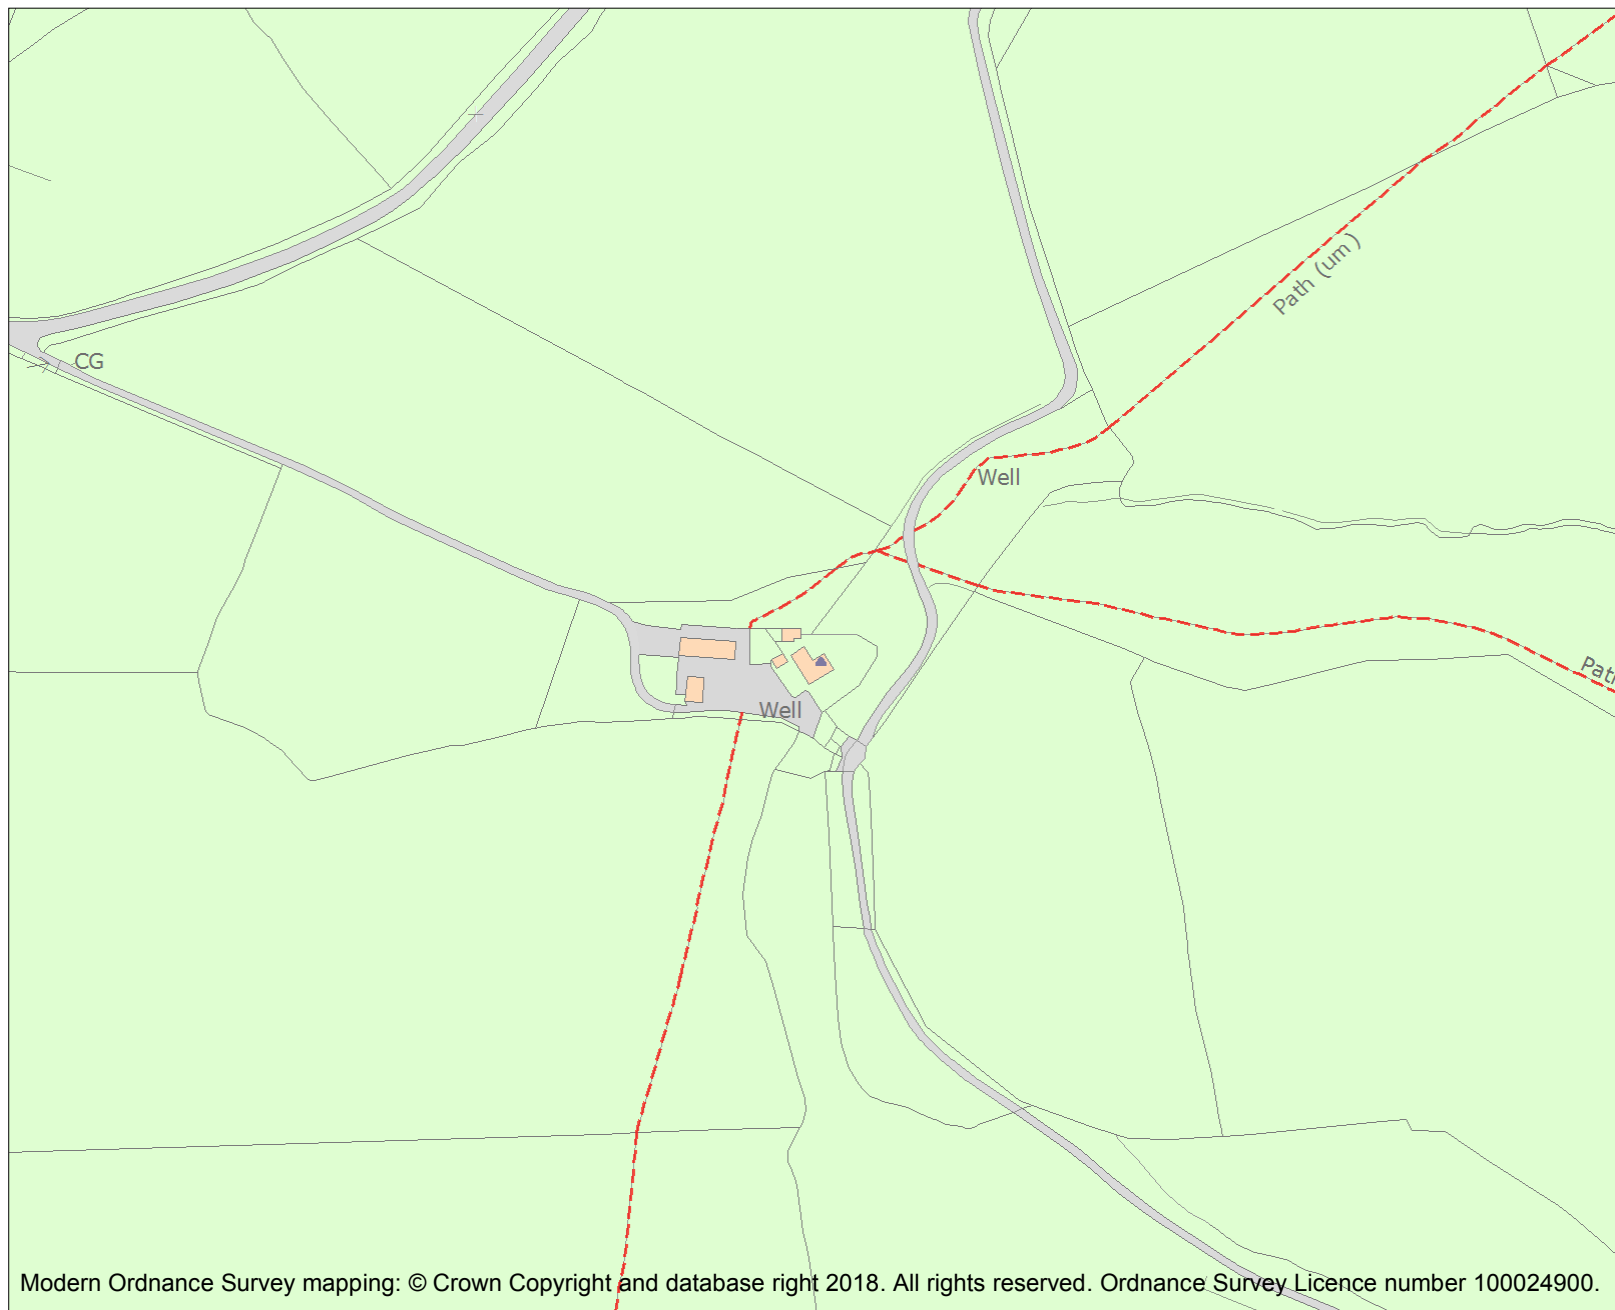 Path (um)
CG
Well
Path
Well
Modern Ordnance Survey mapping: © Crown Copyright and database right 2018. All rights reserved. Ordnance Survey Licence number 100024900.